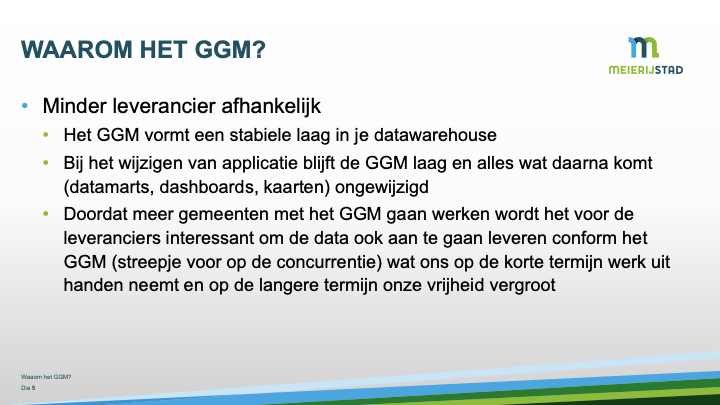 WAAROM HET GGM?
MEIERIJSTAD
• Minder leverancier afhankelijk
• Het GGM vormt een stabiele laag in je datawarehouse
• Bij het wijzigen van applicatie blijft de GGM laag en alles wat daarna komt
(datamarts, dashboards, kaarten) ongewijzigd
• Doordat meer gemeenten met het GGM gaan werken wordt het voor de
leveranciers interessant om de data ook aan te gaan leveren conform het
GGM (streepje voor op de concurrentie) wat ons op de korte termijn werk uit
handen neemt en op de langere termijn onze vrijheid vergroot
Waarom het GGM?
Dia 5